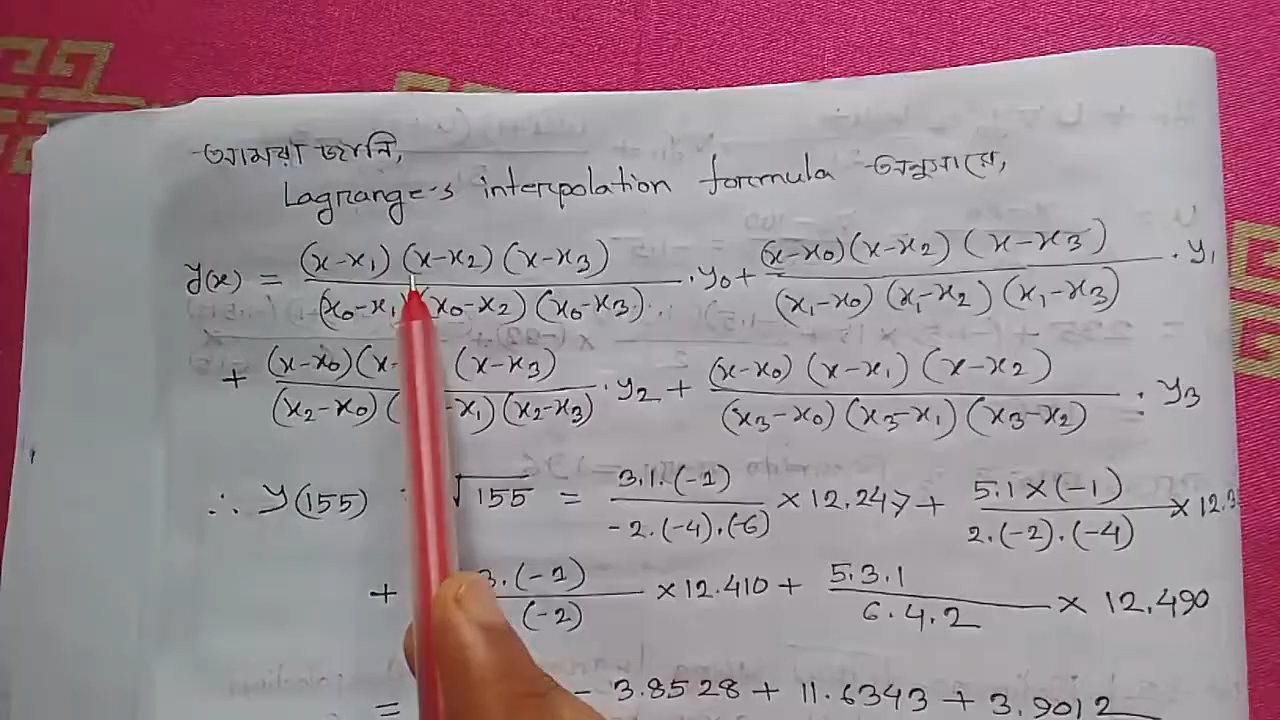 আমরা জানি,
Lagrange's interpolation formula অনুসারে,
y(x) = (x-x₁)(x-x₂)(x-x₃) / (x₀-x₁)(x₀-x₂)(x₀-x₃) . y₀ + (x-x₀)(x-x₂)(x-x₃) / (x₁-x₀)(x₁-x₂)(x₁-x₃) . y₁
+ (x-x₀)(x- (x-x₃) / (x₂-x₀)( -x₁)(x₂-x₃) . y₂ + (x-x₀)(x-x₁)(x-x₂) / (x₃-x₀)(x₃-x₁)(x₃-x₂) . y₃
∴ y(155) √155 = 3.1.(-1) / -2.(-4).(-6) × 12.247 + 5.1×(-1) / 2.(-2).(-4) × 12.3
+ 3.(-1) / (-2) × 12.410 + 5.3.1 / 6.4.2 × 12.490
= - 3.8528 + 11.6343 + 3.9012